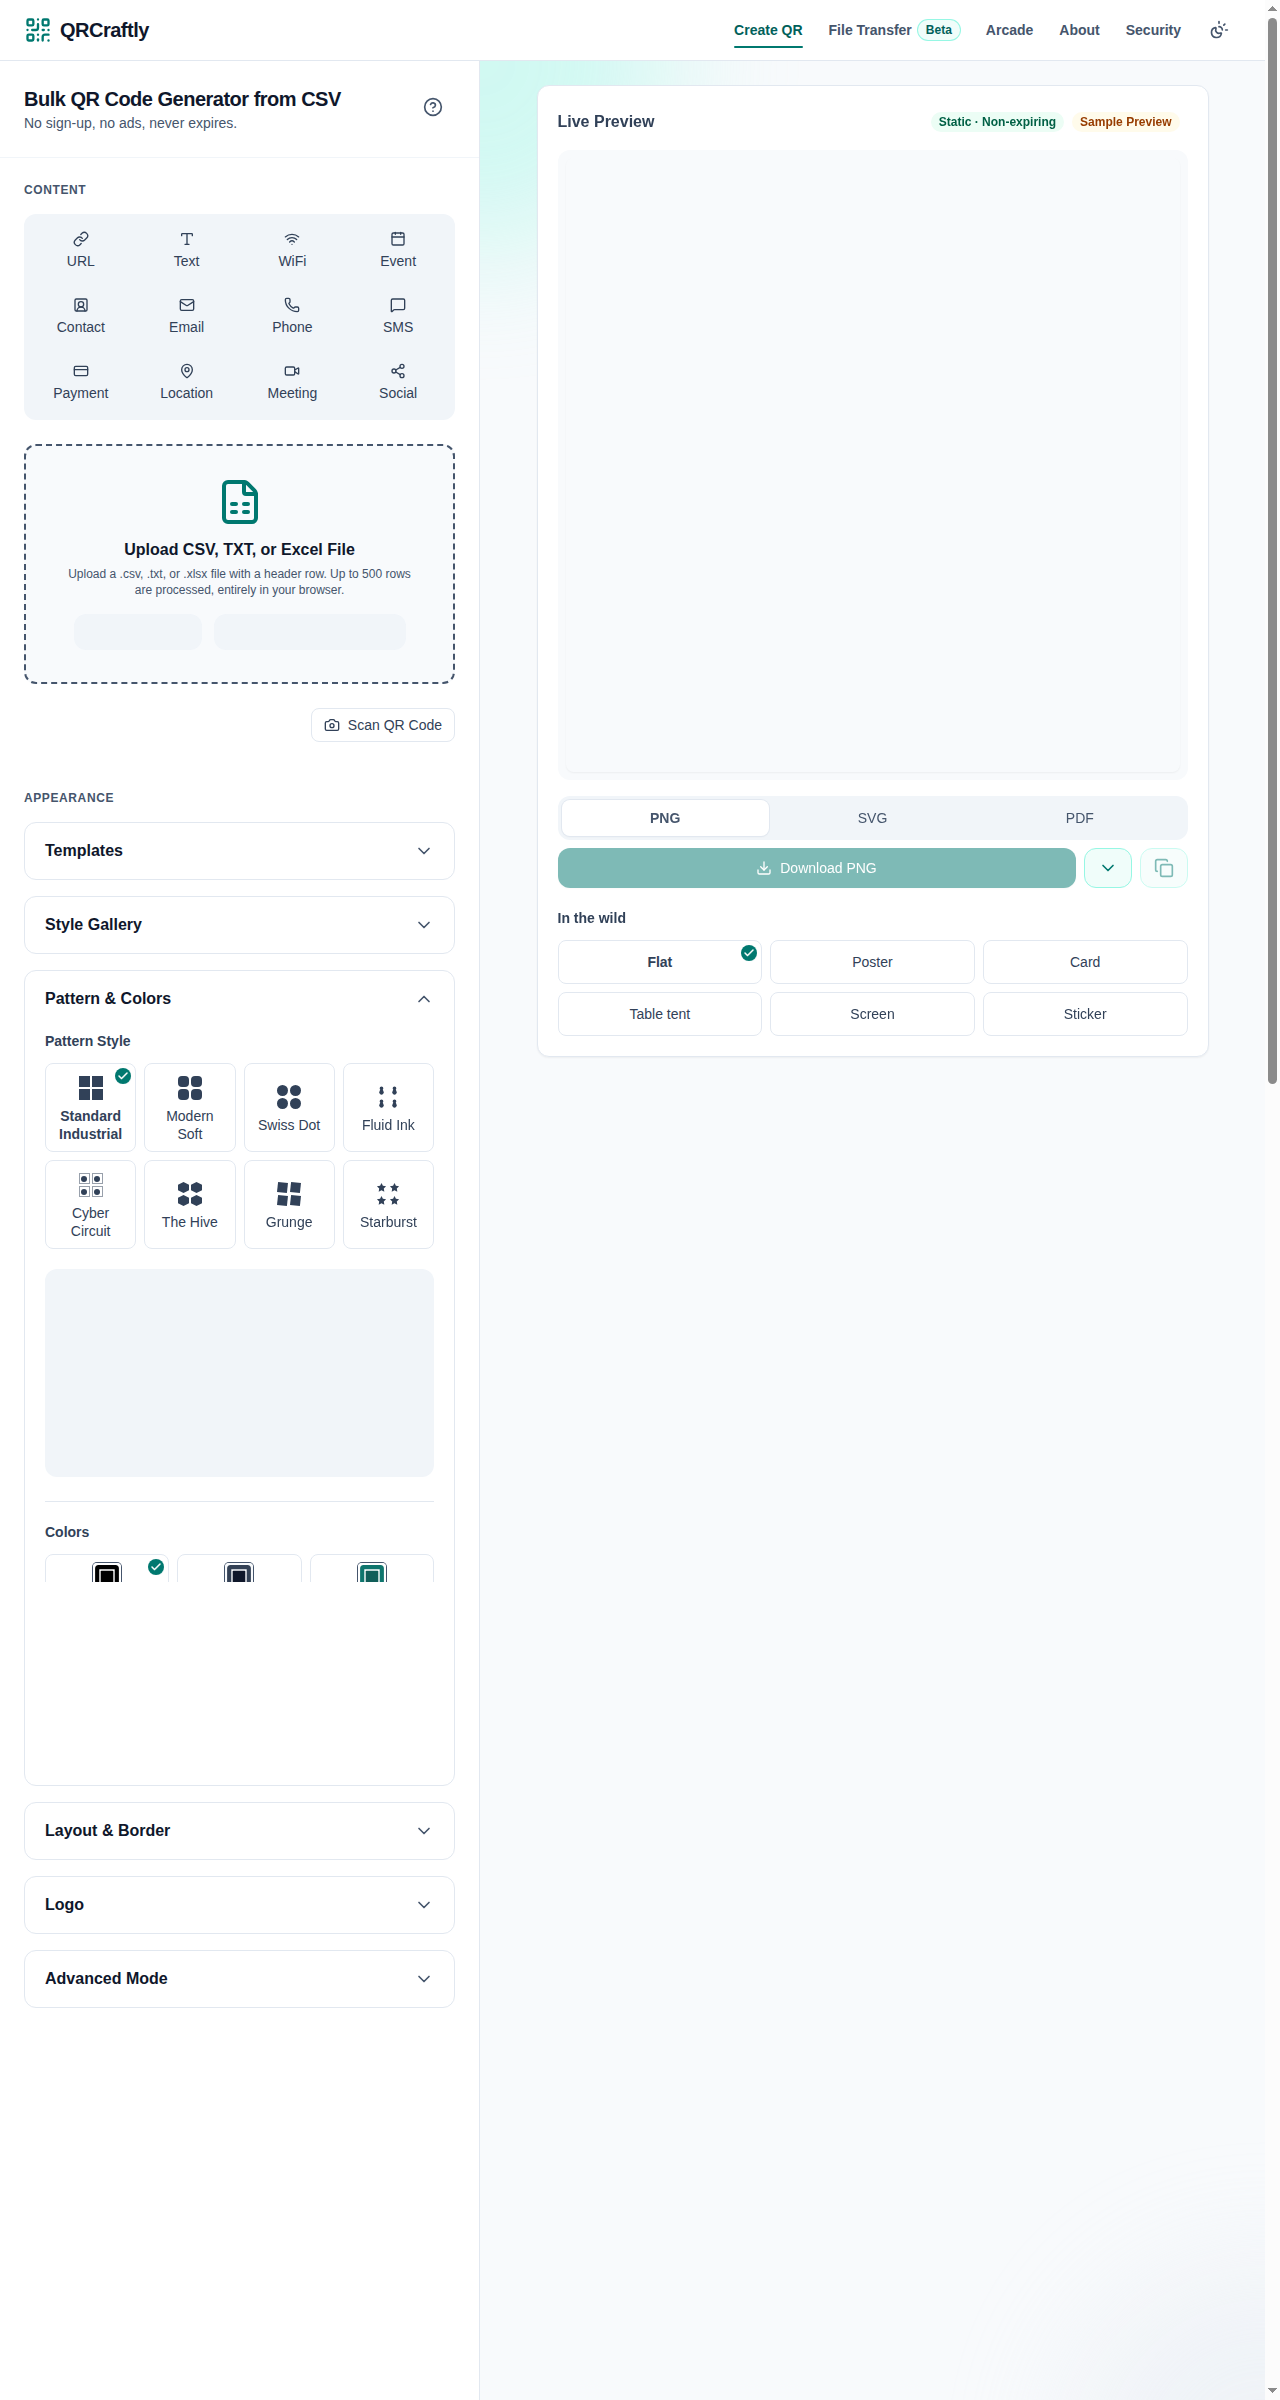 QRCraftly
Create QR
File Transfer Beta
Arcade
About
Security
Bulk QR Code Generator from CSV
No sign-up, no ads, never expires.
CONTENT
URL
Text
WiFi
Event
Contact
Email
Phone
SMS
Payment
Location
Meeting
Social
Upload CSV, TXT, or Excel File
Upload a .csv, .txt, or .xlsx file with a header row. Up to 500 rows
are processed, entirely in your browser.
Scan QR Code
APPEARANCE
Templates
Style Gallery
Pattern & Colors
Pattern Style
Standard
Industrial
Modern
Soft
Swiss Dot
Fluid Ink
Cyber
Circuit
The Hive
Grunge
Starburst
Colors
Layout & Border
Logo
Advanced Mode
Live Preview
Static · Non-expiring
Sample Preview
PNG
SVG
PDF
Download PNG
In the wild
Flat
Poster
Card
Table tent
Screen
Sticker